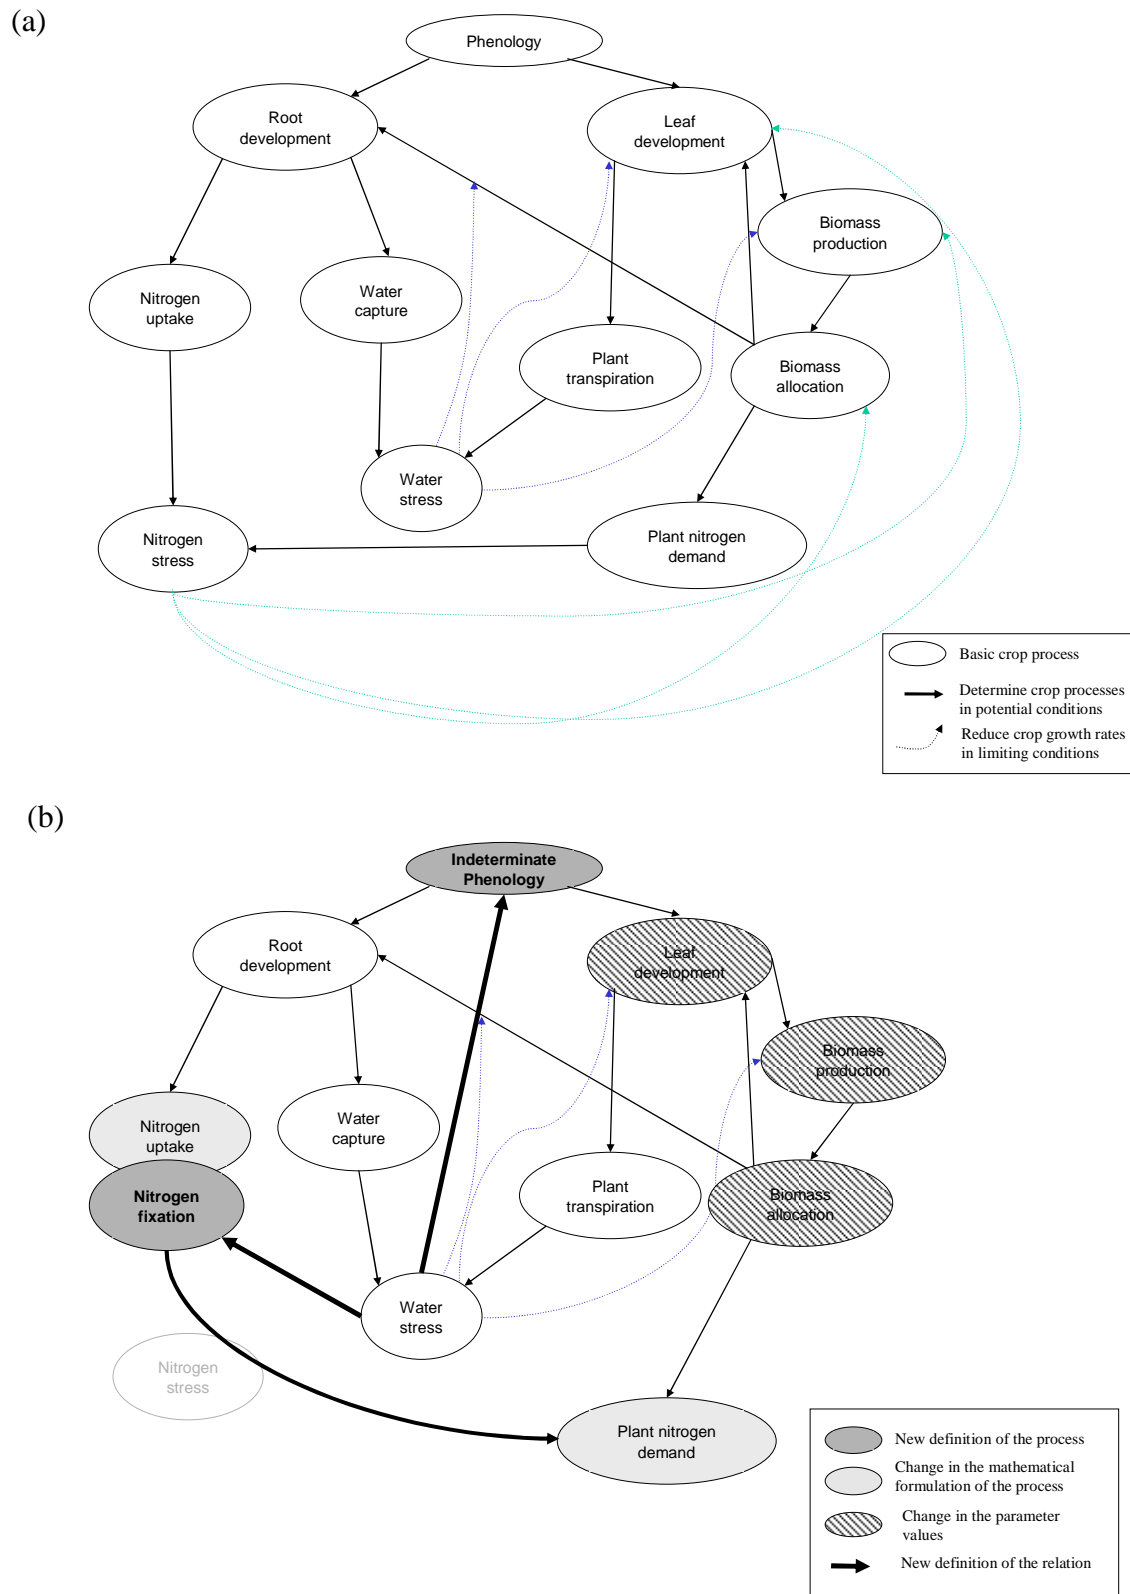 (a)
Phenology
Root
development
Leaf
development
Biomass
production
Nitrogen
uptake
Water
capture
Plant
transpiration
Biomass
allocation
Water
stress
Nitrogen
stress
Plant nitrogen
demand
Basic crop process
Determine crop processes
in potential conditions
Reduce crop growth rates
in limiting conditions
(b)
Indeterminate
Phenology
Root
development
Leaf
development
Biomass
production
Nitrogen
uptake
Water
capture
Nitrogen
fixation
Plant
transpiration
Biomass
allocation
Water
stress
Nitrogen
stress
Plant nitrogen
demand
New definition of the process
Change in the mathematical
formulation of the process
Change in the parameter
values
New definition of the relation